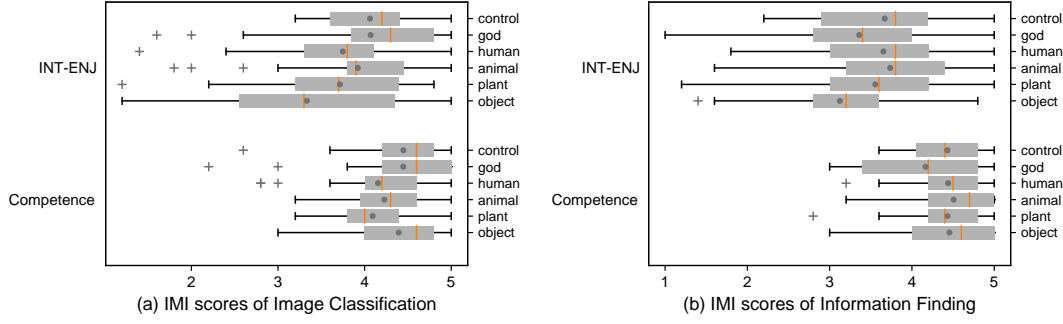 control
god
human
INT-ENJ
animal
plant
object
control
god
human
Competence
animal
plant
object
2 3 4 5
(a) IMI scores of Image Classification
control
god
human
INT-ENJ
animal
plant
object
control
god
human
Competence
animal
plant
object
1 2 3 4 5
(b) IMI scores of Information Finding